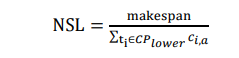 NSL = makespan / ∑tᵢ∈CP_lower c_i,a